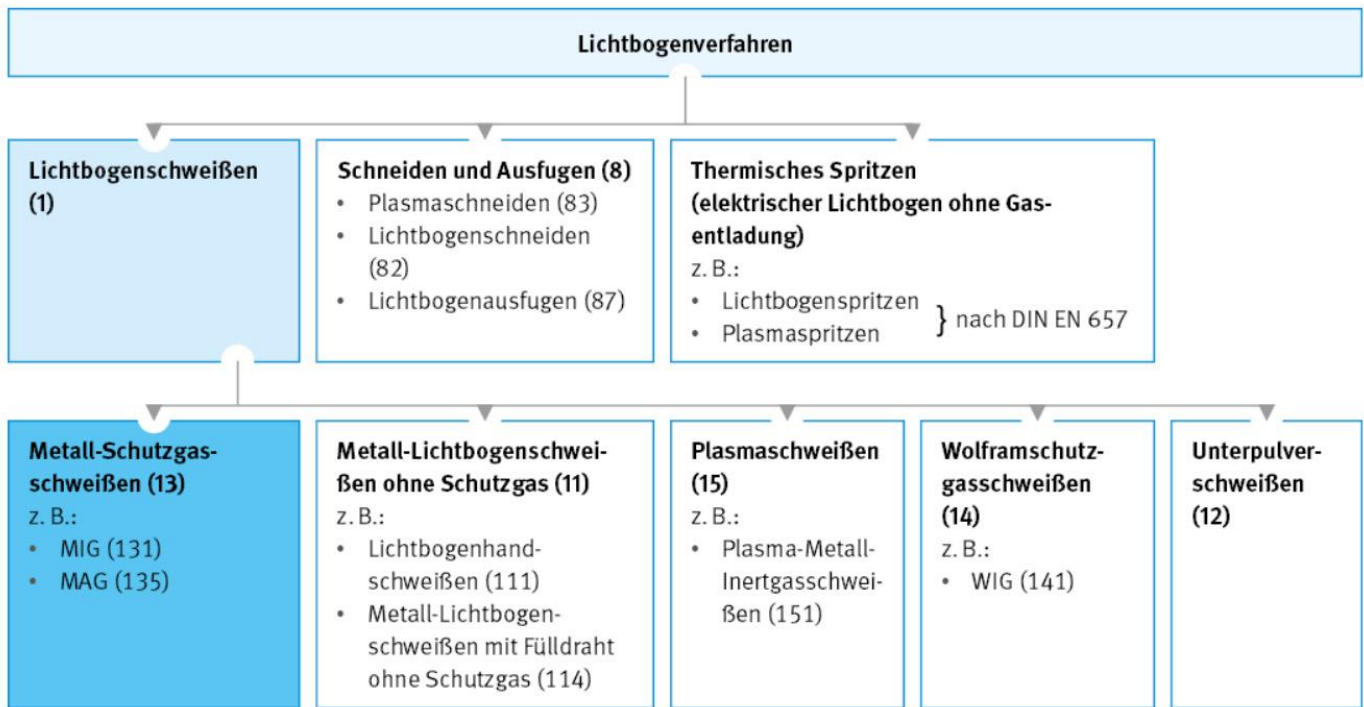 Lichtbogenverfahren
Lichtbogenschweißen
(1)
Schneiden und Ausfugen (8)
• Plasmaschneiden (83)
• Lichtbogenschneiden
(82)
• Lichtbogenausfugen (87)
Thermisches Spritzen
(elektrischer Lichtbogen ohne Gas-
entladung)
z. B.:
• Lichtbogenspritzen
• Plasmaspritzen
} nach DIN EN 657
Metall-Schutzgas-
schweißen (13)
z. B.:
• MIG (131)
• MAG (135)
Metall-Lichtbogenschwei-
ßen ohne Schutzgas (11)
z. B.:
• Lichtbogenhand-
schweißen (111)
• Metall-Lichtbogen-
schweißen mit Fülldraht
ohne Schutzgas (114)
Plasmaschweißen
(15)
z. B.:
• Plasma-Metall-
Inertgasschwei-
ßen (151)
Wolframschutz-
gasschweißen
(14)
z. B.:
• WIG (141)
Unterpulver-
schweißen
(12)